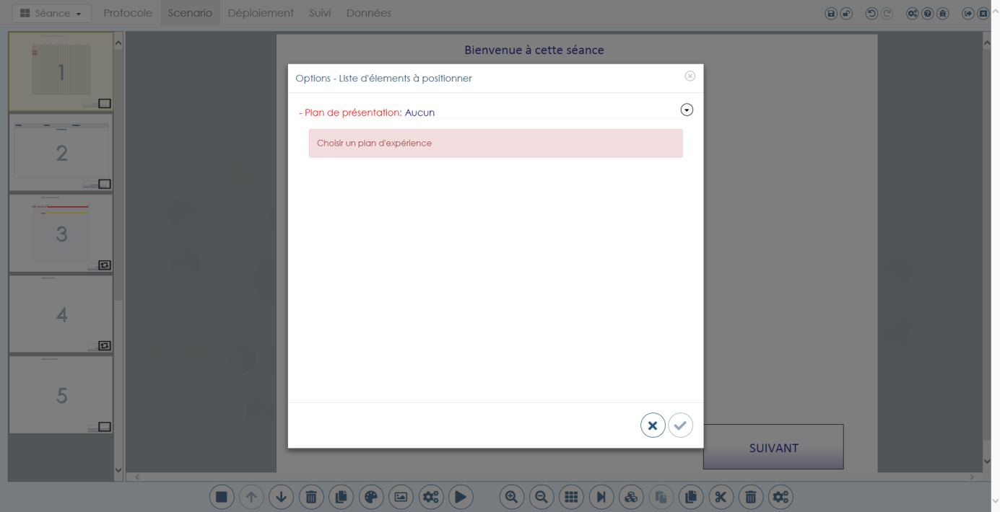 Séance
Protocole
Scenario
Déploiement
Suivi
Données
1
2
3
4
5
Bienvenue à cette séance
Options - Liste d'élements à positionner
- Plan de présentation: Aucun
Choisir un plan d'expérience
SUIVANT